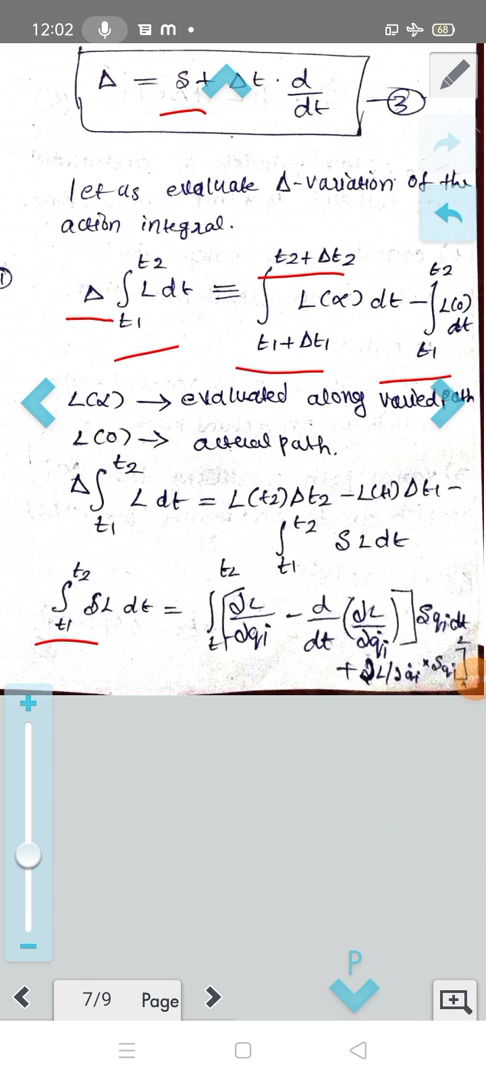 12:02
m
68
Δ = δ + Δt · d/dt — ③
let us evaluate Δ-variation of the
action integral.
Δ ∫_{t1}^{t2} L dt ≡ ∫_{t1+Δt1}^{t2+Δt2} L(α) dt - ∫_{t1}^{t2} L(0) dt
L(α) → evaluated along varied path
L(0) → actual path.
Δ ∫_{t1}^{t2} L dt = L(t2) Δt2 - L(t1) Δt1 -
∫_{t1}^{t2} δL dt
∫_{t1}^{t2} δL dt = ∫_{t1}^{t2} [∂L/∂qi - d/dt (∂L/∂q̇i)] δqi dt
+ ∂L/∂q̇i × δqi]
P
7/9 Page